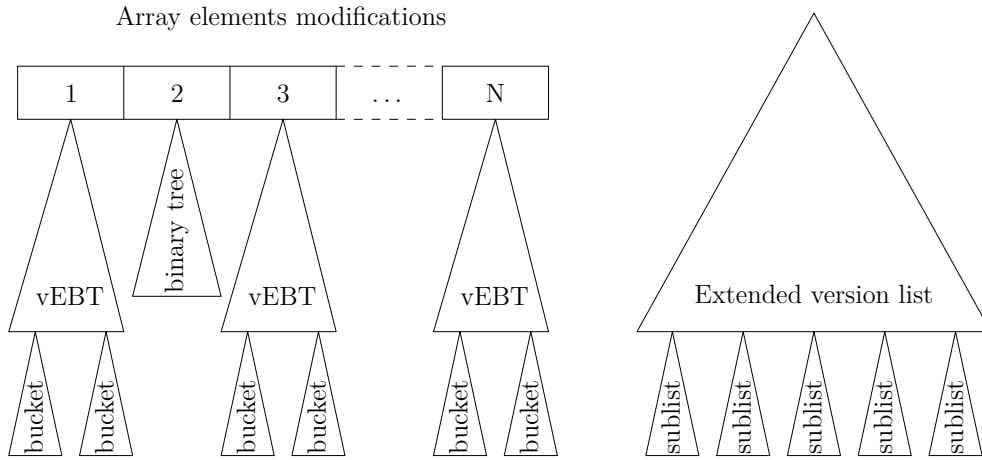 Array elements modifications
1 2 3 ... N
binary tree
vEBT vEBT vEBT Extended version list
bucket bucket bucket bucket bucket bucket sublist sublist sublist sublist sublist